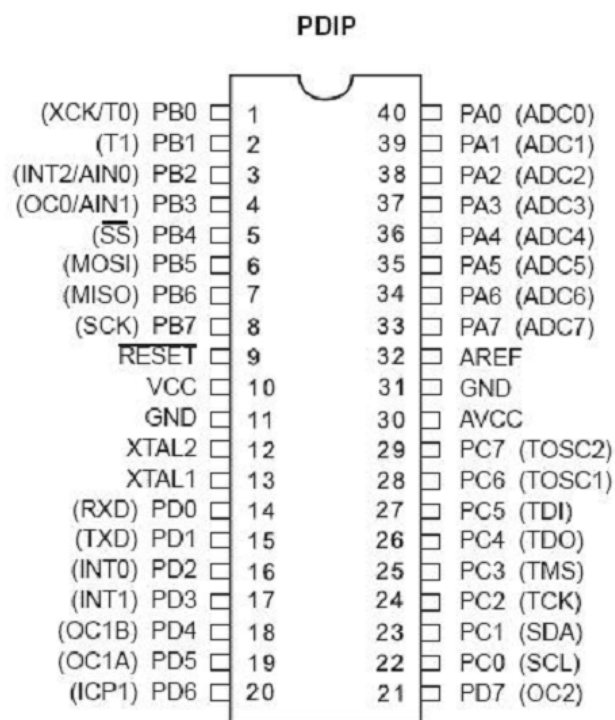 PDIP
(XCK/T0) PB0 1 40 PA0 (ADC0)
(T1) PB1 2 39 PA1 (ADC1)
(INT2/AIN0) PB2 3 38 PA2 (ADC2)
(OC0/AIN1) PB3 4 37 PA3 (ADC3)
(SS) PB4 5 36 PA4 (ADC4)
(MOSI) PB5 6 35 PA5 (ADC5)
(MISO) PB6 7 34 PA6 (ADC6)
(SCK) PB7 8 33 PA7 (ADC7)
RESET 9 32 AREF
VCC 10 31 GND
GND 11 30 AVCC
XTAL2 12 29 PC7 (TOSC2)
XTAL1 13 28 PC6 (TOSC1)
(RXD) PD0 14 27 PC5 (TDI)
(TXD) PD1 15 26 PC4 (TDO)
(INT0) PD2 16 25 PC3 (TMS)
(INT1) PD3 17 24 PC2 (TCK)
(OC1B) PD4 18 23 PC1 (SDA)
(OC1A) PD5 19 22 PC0 (SCL)
(ICP1) PD6 20 21 PD7 (OC2)